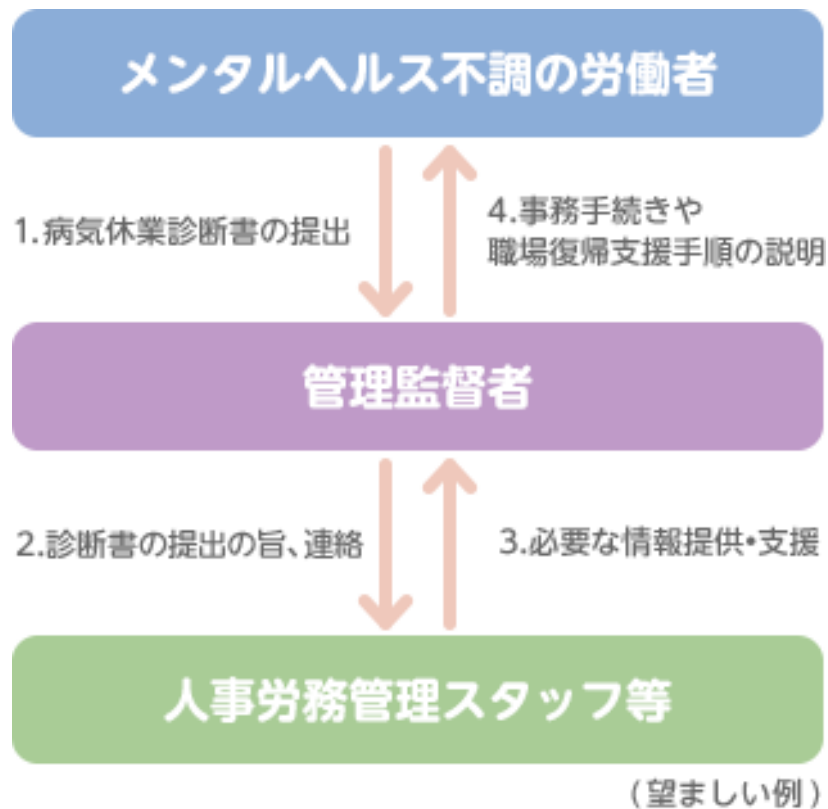 メンタルヘルス不調の労働者
1.病気休業診断書の提出
4.事務手続きや
職場復帰支援手順の説明
管理監督者
2.診断書の提出の旨、連絡
3.必要な情報提供・支援
人事労務管理スタッフ等
(望ましい例)